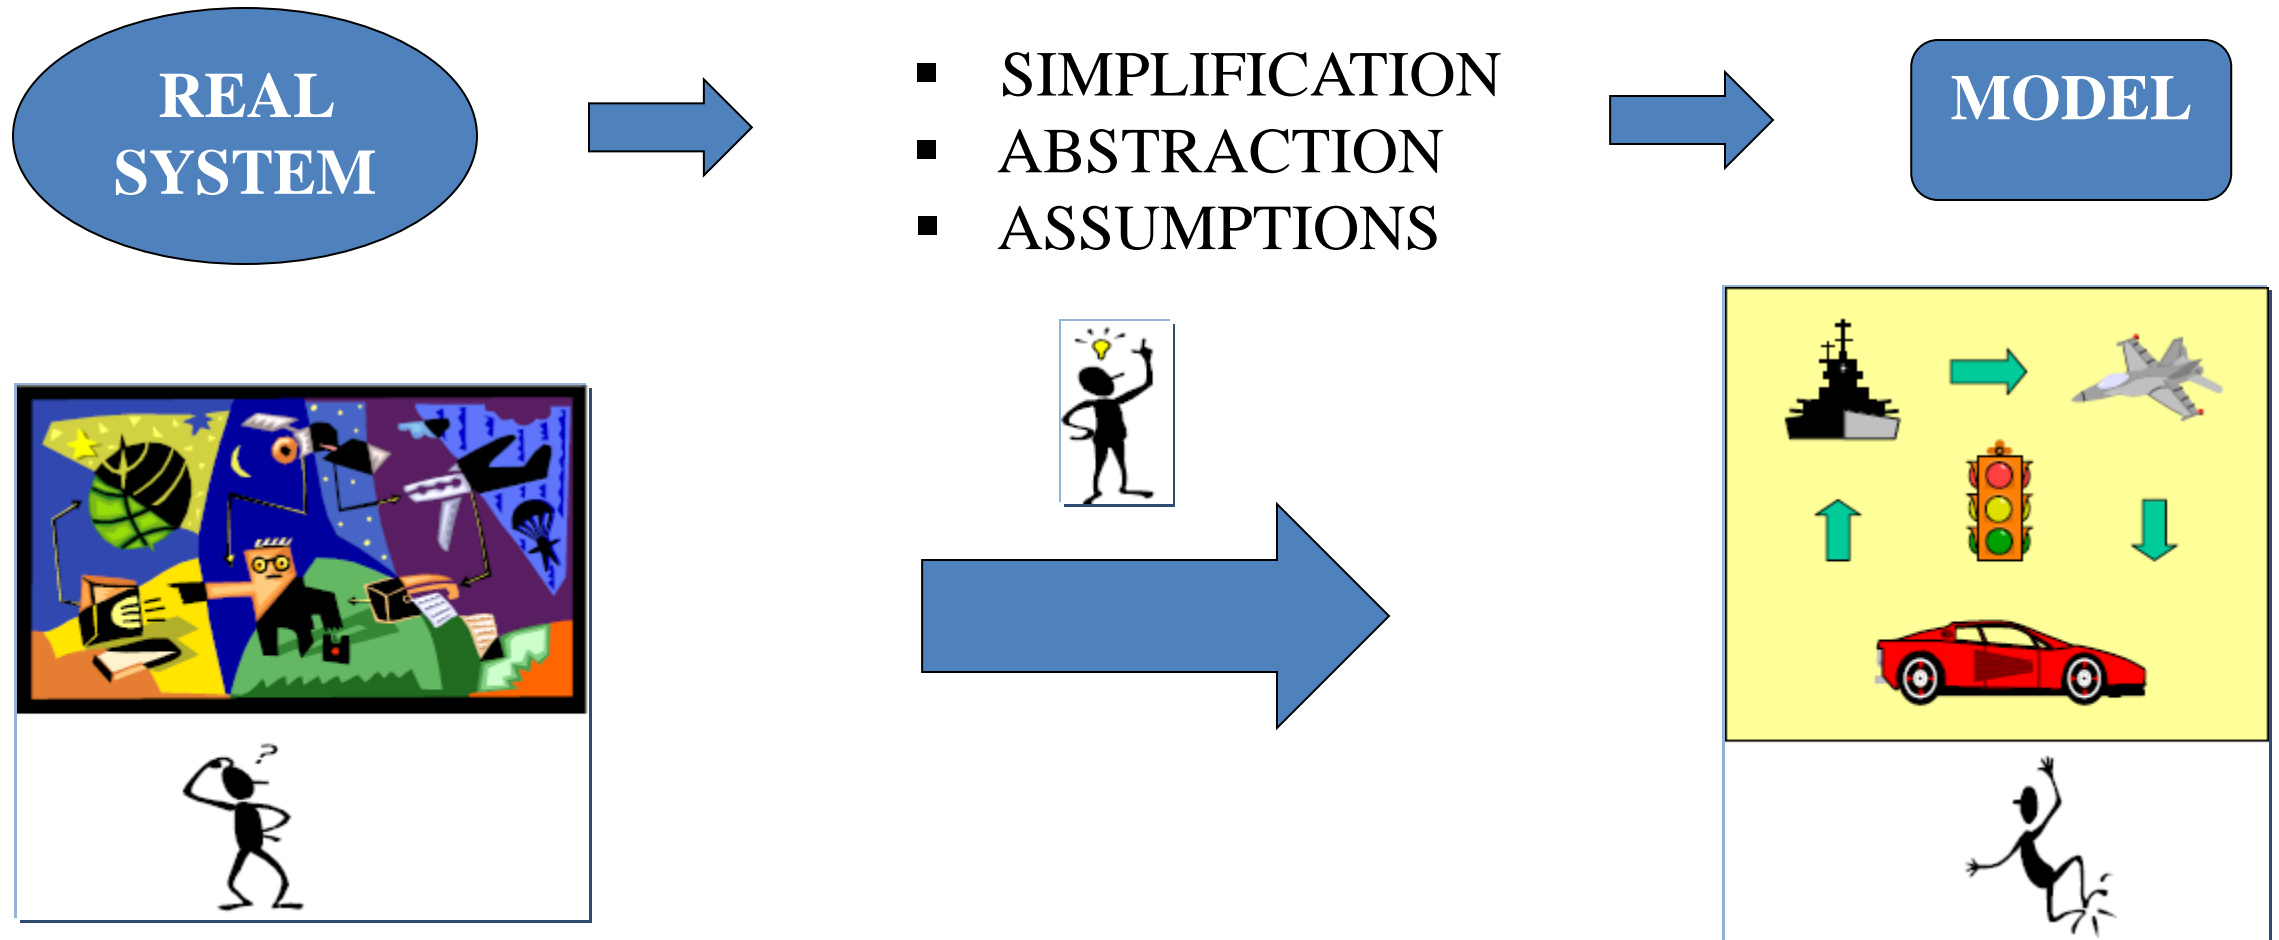 REAL
SYSTEM
▪ SIMPLIFICATION
▪ ABSTRACTION
▪ ASSUMPTIONS
MODEL
?